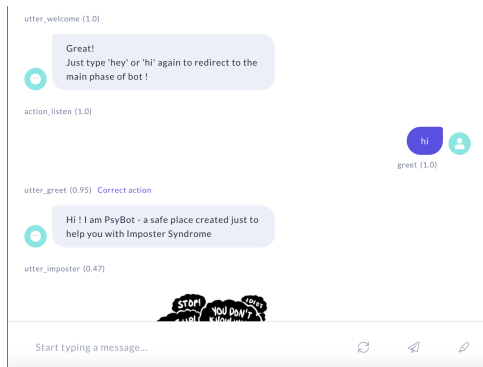 utter_welcome (1.0)
Great!
Just type 'hey' or 'hi' again to redirect to the
main phase of bot !
action_listen (1.0)
hi
greet (1.0)
utter_greet (0.95) Correct action
Hi ! I am PsyBot - a safe place created just to
help you with Imposter Syndrome
utter_imposter (0.47)
STOP!
YOU DON'T
IDIOT
Start typing a message...